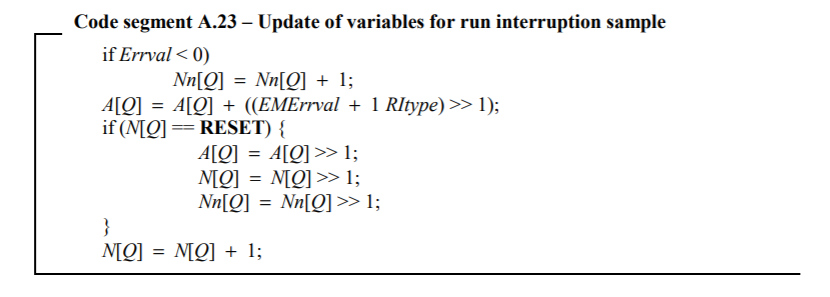 Code segment A.23 – Update of variables for run interruption sample
if Errval < 0)
Nn[Q] = Nn[Q] + 1;
A[Q] = A[Q] + ((EMErrval + 1 RItype) >> 1);
if (N[Q] == RESET) {
A[Q] = A[Q] >> 1;
N[Q] = N[Q] >> 1;
Nn[Q] = Nn[Q] >> 1;
}
N[Q] = N[Q] + 1;